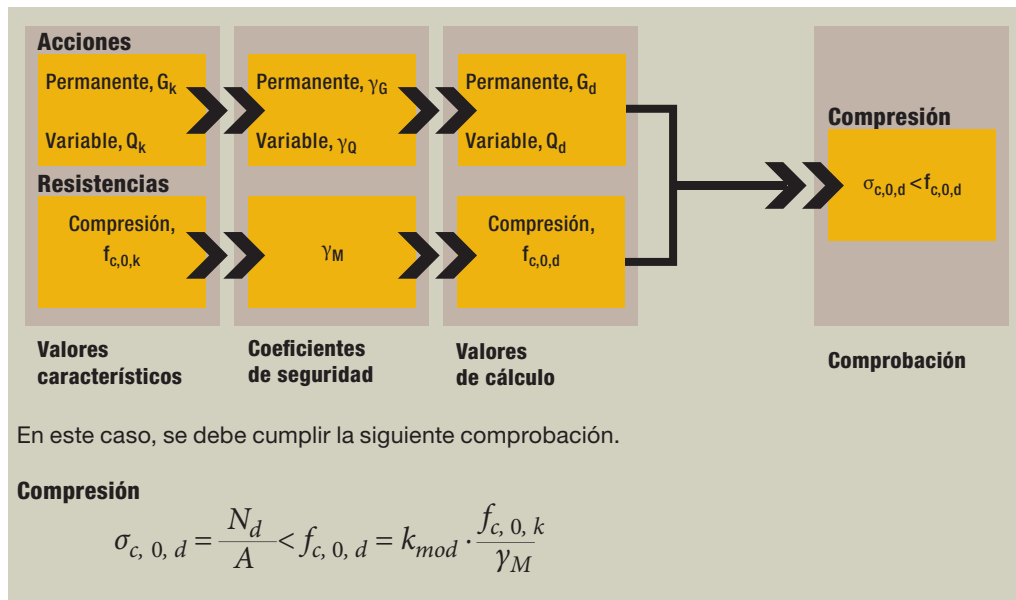 Acciones
Permanente, Gk
Variable, Qk
Permanente, γG
Variable, γQ
Permanente, Gd
Variable, Qd
Resistencias
Compresión,
fc,0,k
γM
Compresión,
fc,0,d
Compresión
σc,0,d < fc,0,d
Valores
característicos
Coeficientes
de seguridad
Valores
de cálculo
Comprobación
En este caso, se debe cumplir la siguiente comprobación.
Compresión
σc, 0, d = Nd / A < fc, 0, d = kmod · fc, 0, k / γM